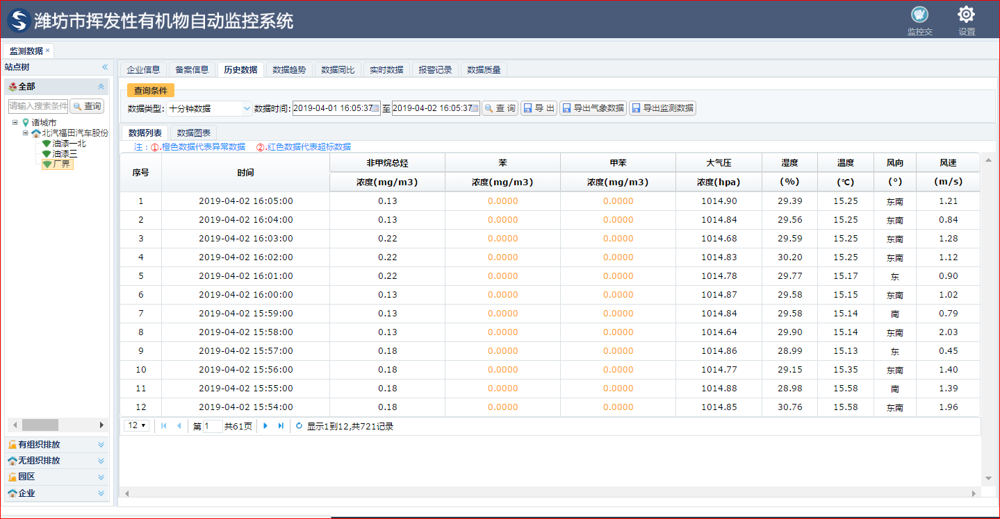 潍坊市挥发性有机物自动监控系统
监控交 设置
监测数据 ×
站点树 «
企业信息 备案信息 历史数据 数据趋势 数据同比 实时数据 报警记录 数据质量
全部
查询条件
请输入搜索条件 查询
数据类型: 十分钟数据 数据时间: 2019-04-01 16:05:37 至 2019-04-02 16:05:37 查 询 导 出 导出气象数据 导出监测数据
诸城市
北汽福田汽车股份
油漆一北
油漆三
厂界
数据列表 数据图表
注：①.橙色数据代表异常数据 ②.红色数据代表超标数据
序号 时间 非甲烷总烃 苯 甲苯 大气压 湿度 温度 风向 风速
浓度(mg/m3) 浓度(mg/m3) 浓度(mg/m3) 浓度(hpa) (%) (℃) (°) (m/s)
1 2019-04-02 16:05:00 0.13 0.0000 0.0000 1014.90 29.39 15.25 东南 1.21
2 2019-04-02 16:04:00 0.13 0.0000 0.0000 1014.84 29.56 15.25 东南 0.84
3 2019-04-02 16:03:00 0.22 0.0000 0.0000 1014.68 29.59 15.25 东南 1.28
4 2019-04-02 16:02:00 0.22 0.0000 0.0000 1014.83 30.20 15.25 东南 1.12
5 2019-04-02 16:01:00 0.22 0.0000 0.0000 1014.78 29.77 15.17 东 0.90
6 2019-04-02 16:00:00 0.13 0.0000 0.0000 1014.87 29.58 15.15 东南 1.02
7 2019-04-02 15:59:00 0.13 0.0000 0.0000 1014.84 29.58 15.14 南 0.79
8 2019-04-02 15:58:00 0.13 0.0000 0.0000 1014.64 29.90 15.14 东南 2.03
9 2019-04-02 15:57:00 0.18 0.0000 0.0000 1014.86 28.99 15.13 东 0.45
10 2019-04-02 15:56:00 0.18 0.0000 0.0000 1014.77 29.15 15.35 东南 1.40
11 2019-04-02 15:55:00 0.18 0.0000 0.0000 1014.88 28.98 15.58 南 1.39
12 2019-04-02 15:54:00 0.18 0.0000 0.0000 1014.85 30.76 15.58 东南 1.96
12 第 1 共61页 显示1到12,共721记录
有组织排放
无组织排放
园区
企业